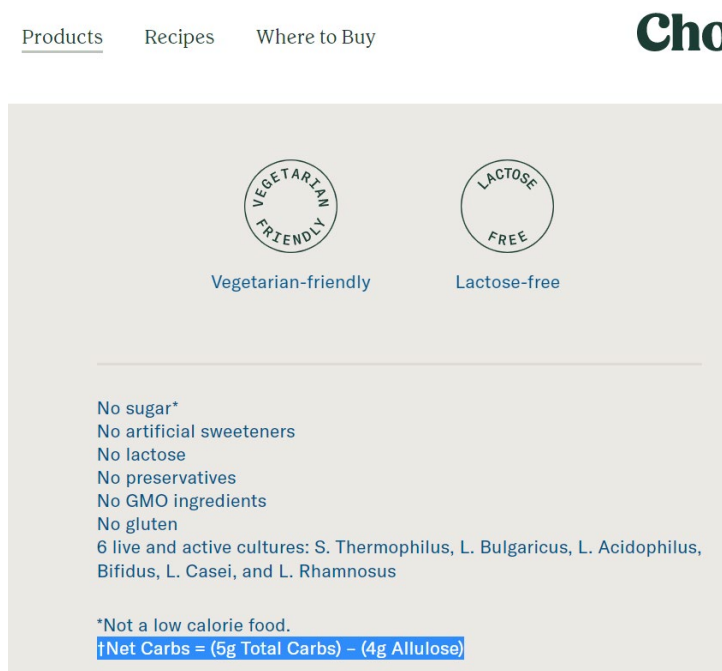 Products Recipes Where to Buy Cho
VEGETARIAN FRIENDLY LACTOSE FREE
Vegetarian-friendly Lactose-free
No sugar*
No artificial sweeteners
No lactose
No preservatives
No GMO ingredients
No gluten
6 live and active cultures: S. Thermophilus, L. Bulgaricus, L. Acidophilus,
Bifidus, L. Casei, and L. Rhamnosus
*Not a low calorie food.
†Net Carbs = (5g Total Carbs) – (4g Allulose)